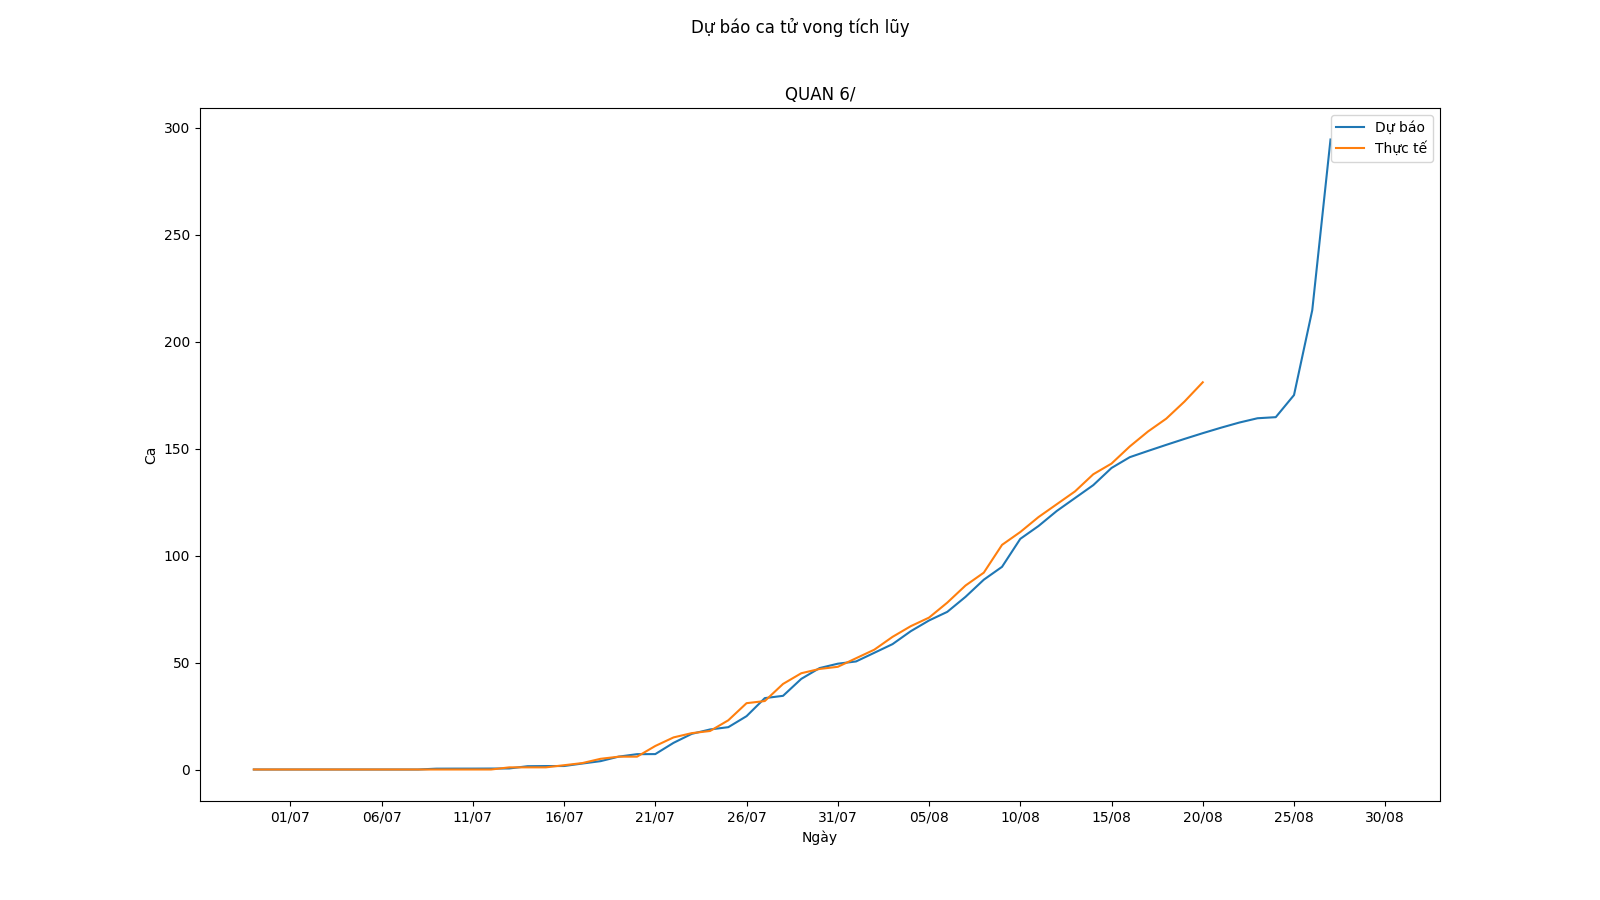 Dự báo ca tử vong tích lũy
QUAN 6/
300
250
200
150
100
50
0
Ca
Dự báo
Thực tế
01/07 06/07 11/07 16/07 21/07 26/07 31/07 05/08 10/08 15/08 20/08 25/08 30/08
Ngày